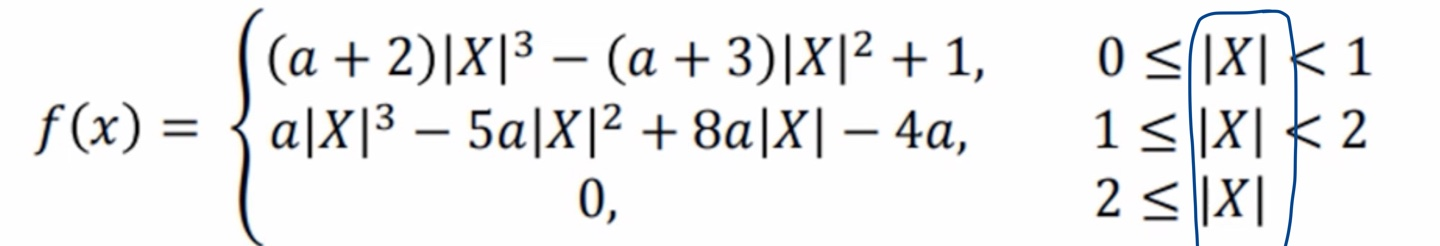 (a + 2)|X|³ − (a + 3)|X|² + 1, 0 ≤ |X| < 1
f(x) = { a|X|³ − 5a|X|² + 8a|X| − 4a, 1 ≤ |X| < 2
0, 2 ≤ |X|